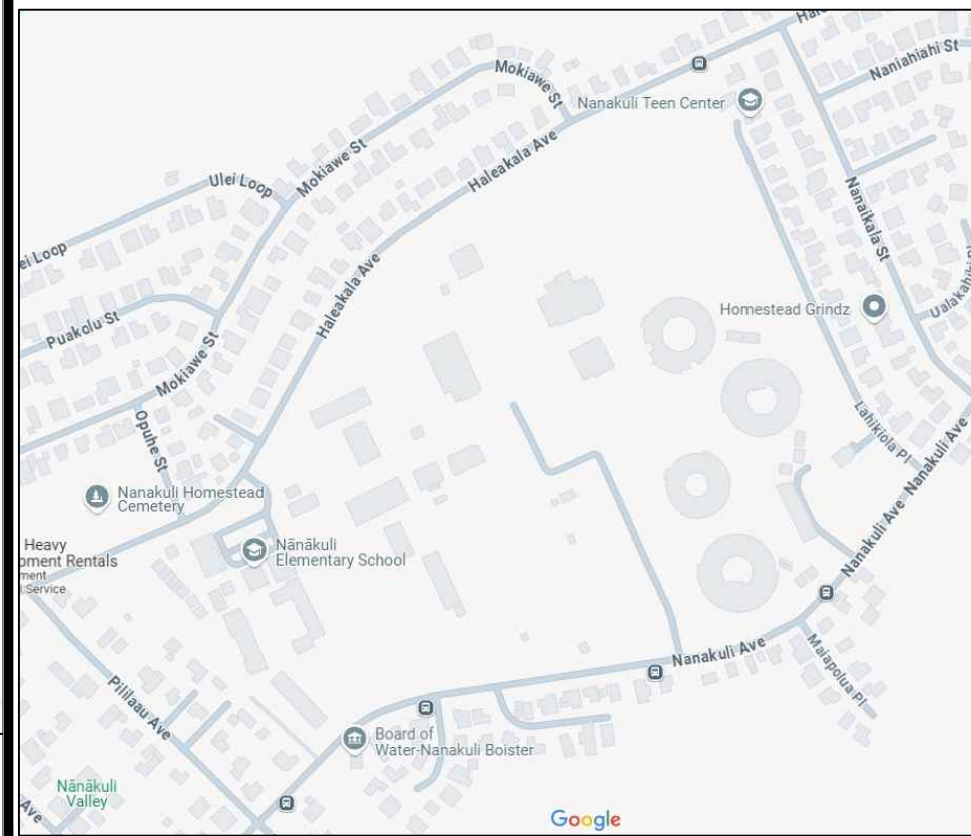 Mokiawe St
Naniahiahi St
Nanakuli Teen Center
Haleakala Ave
Ulei Loop
Mokiawe St
Nanaikala St
ei Loop
Haleakala Ave
Homestead Grindz
Puakolu St
Mokiawe St
Lahikiola Pl
Nanakuli Ave
Opuhe St
Nanakuli Homestead
Cemetery
Heavy
Service
Nānākuli
Elementary School
Nanakuli Ave
Nanakuli Ave
Maiapolua Pl
Pililaau Ave
Board of
Water-Nanakuli Boister
Nānākuli
Valley
Ave
Google